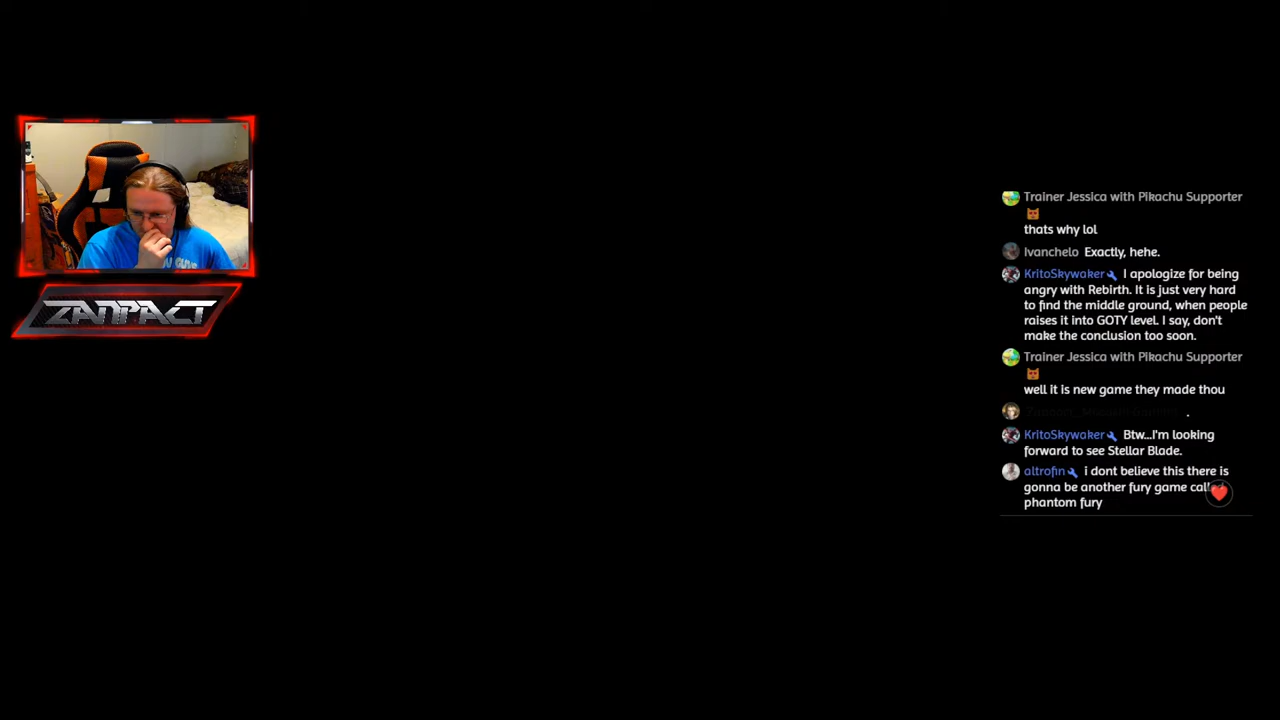 ZANPACT
Trainer Jessica with Pikachu Supporter
thats why lol
Ivanchelo Exactly, hehe.
KritoSkywaker I apologize for being
angry with Rebirth. It is just very hard
to find the middle ground, when people
raises it into GOTY level. I say, don't
make the conclusion too soon.
Trainer Jessica with Pikachu Supporter
well it is new game they made thou
.
KritoSkywaker Btw...I'm looking
forward to see Stellar Blade.
altrofin i dont believe this there is
gonna be another fury game
phantom fury